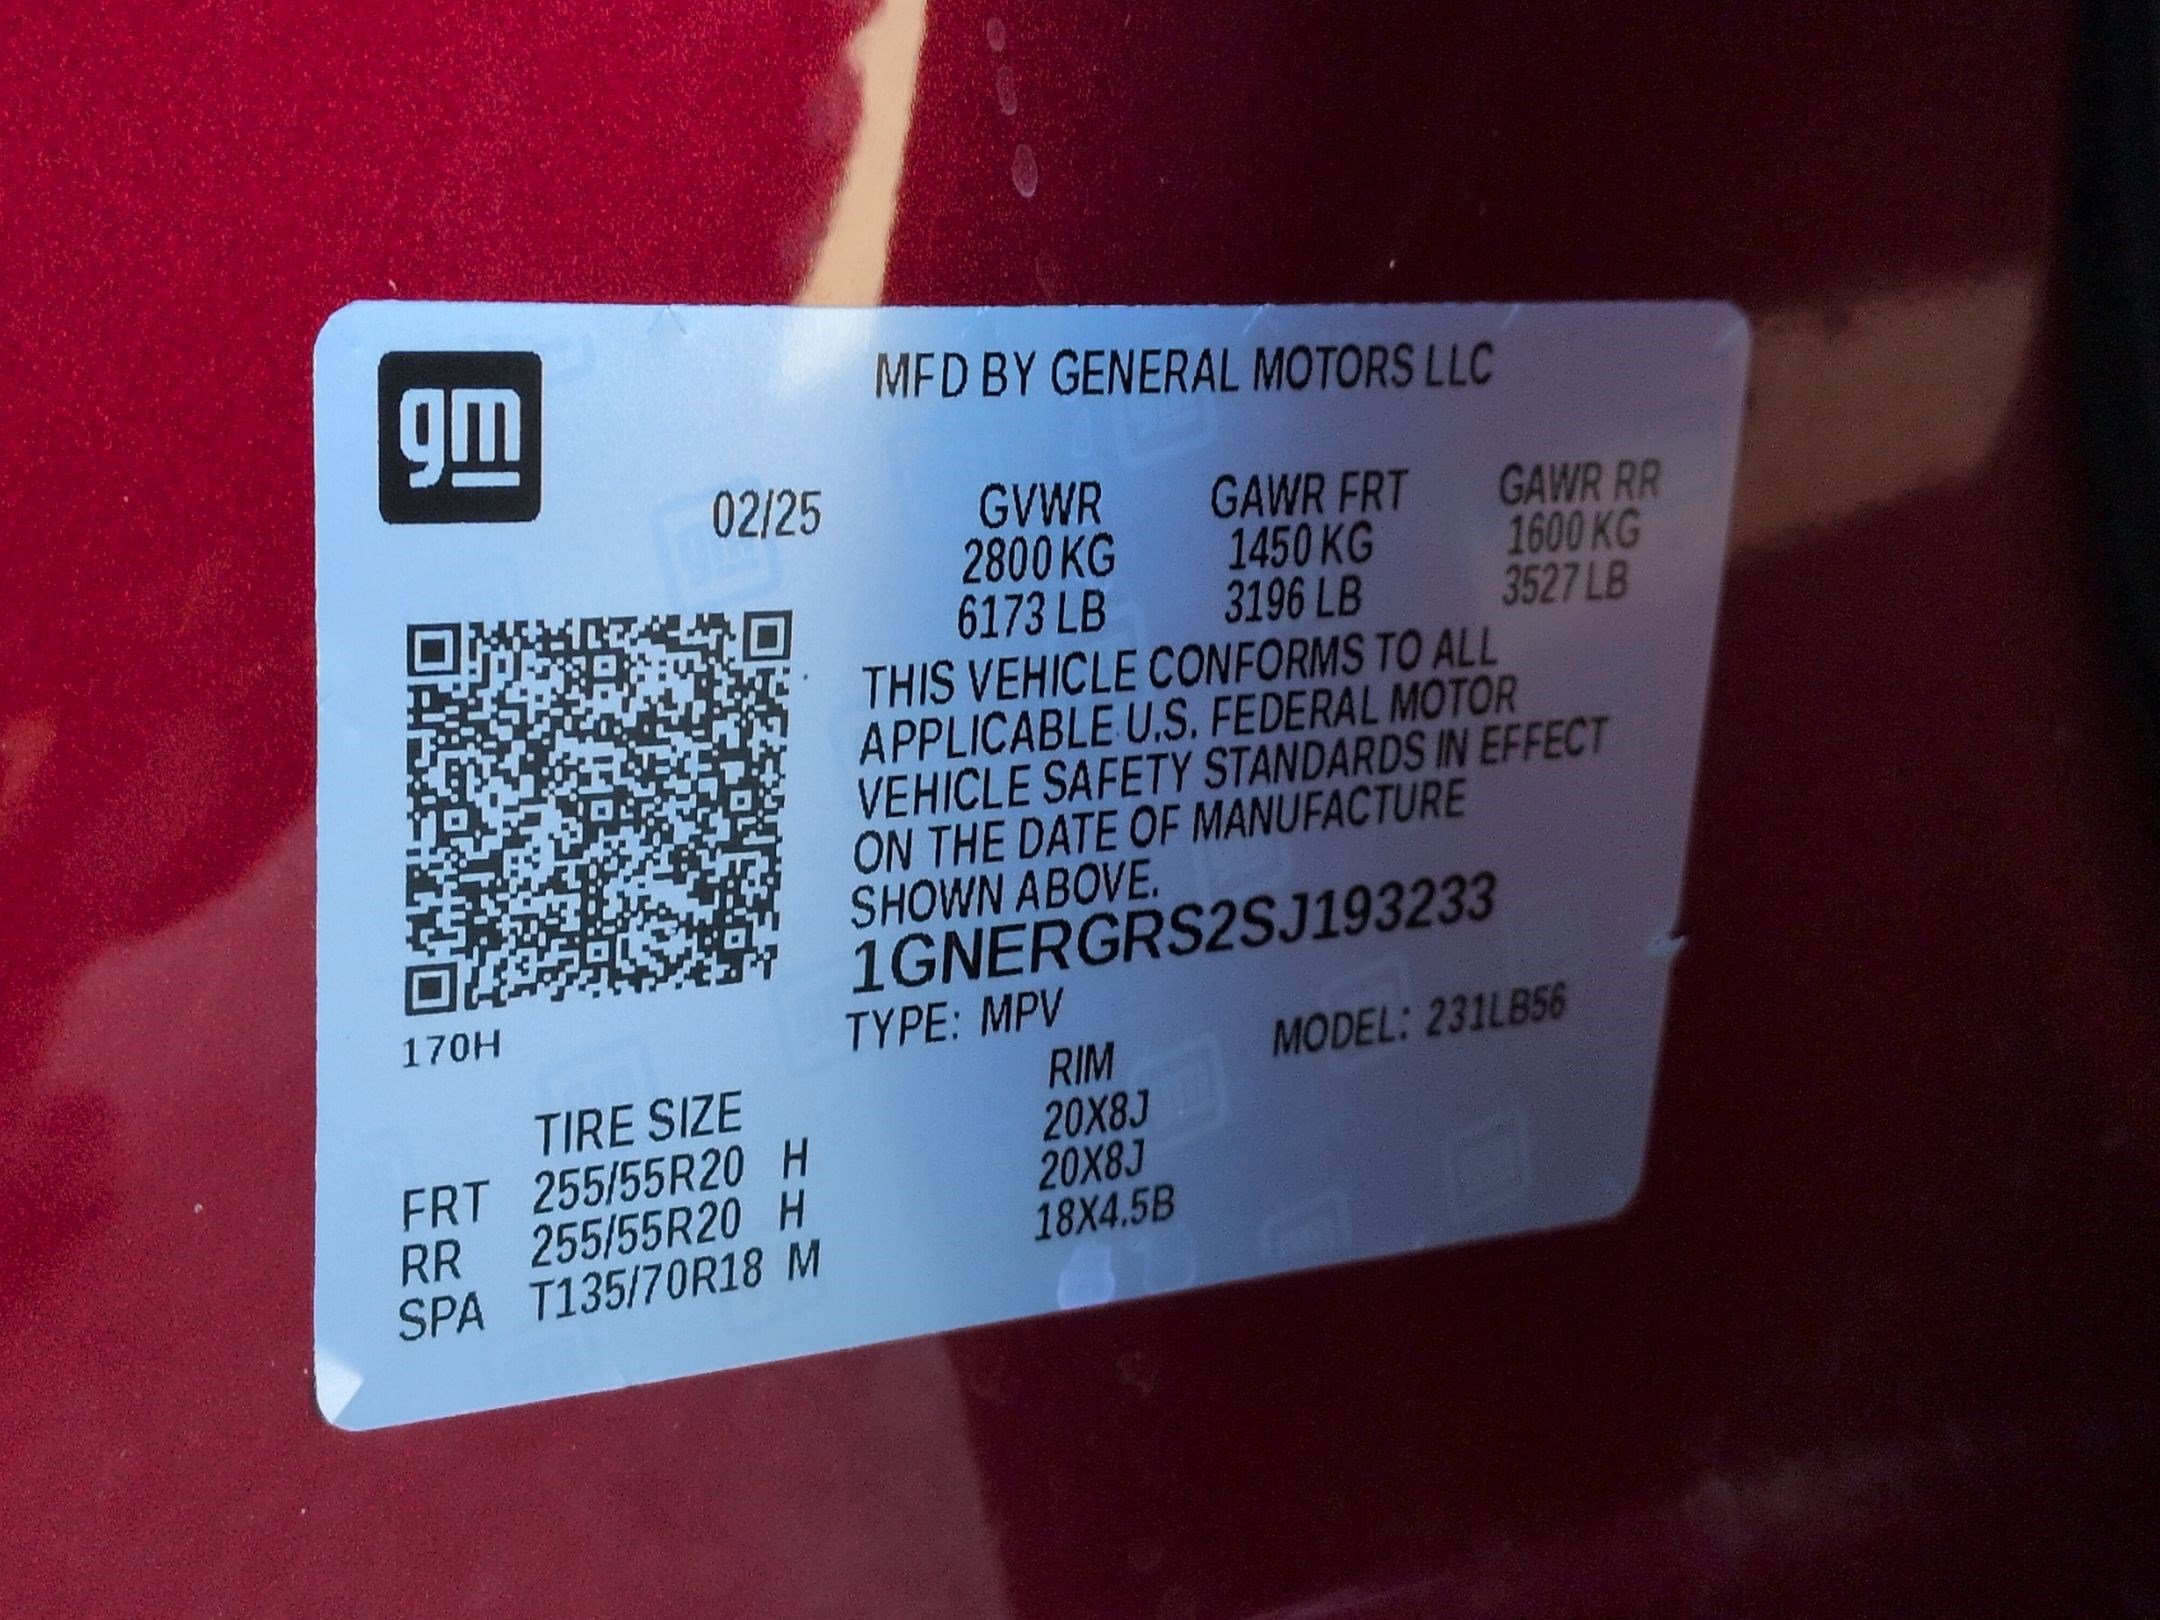 gm
MFD BY GENERAL MOTORS LLC
02/25 GVWR GAWR FRT GAWR RR
2800 KG 1450 KG 1600 KG
6173 LB 3196 LB 3527 LB
THIS VEHICLE CONFORMS TO ALL
APPLICABLE U.S. FEDERAL MOTOR
VEHICLE SAFETY STANDARDS IN EFFECT
ON THE DATE OF MANUFACTURE
SHOWN ABOVE.
1GNERGRS2SJ193233
170H
TYPE: MPV MODEL: 231LB56
TIRE SIZE RIM
FRT 255/55R20 H 20X8J
RR 255/55R20 H 20X8J
SPA T135/70R18 M 18X4.5B